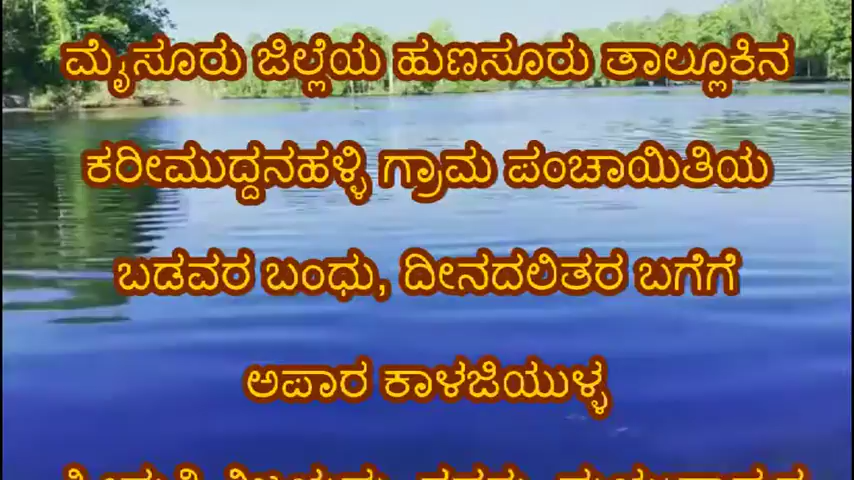 ಮೈಸೂರು ಜಿಲ್ಲೆಯ ಹುಣಸೂರು ತಾಲ್ಲೂಕಿನ
ಕರೀಮುದ್ದನಹಳ್ಳಿ ಗ್ರಾಮ ಪಂಚಾಯಿತಿಯ
ಬಡವರ ಬಂಧು, ದೀನದಲಿತರ ಬಗೆಗೆ
ಅಪಾರ ಕಾಳಜಿಯುಳ್ಳ